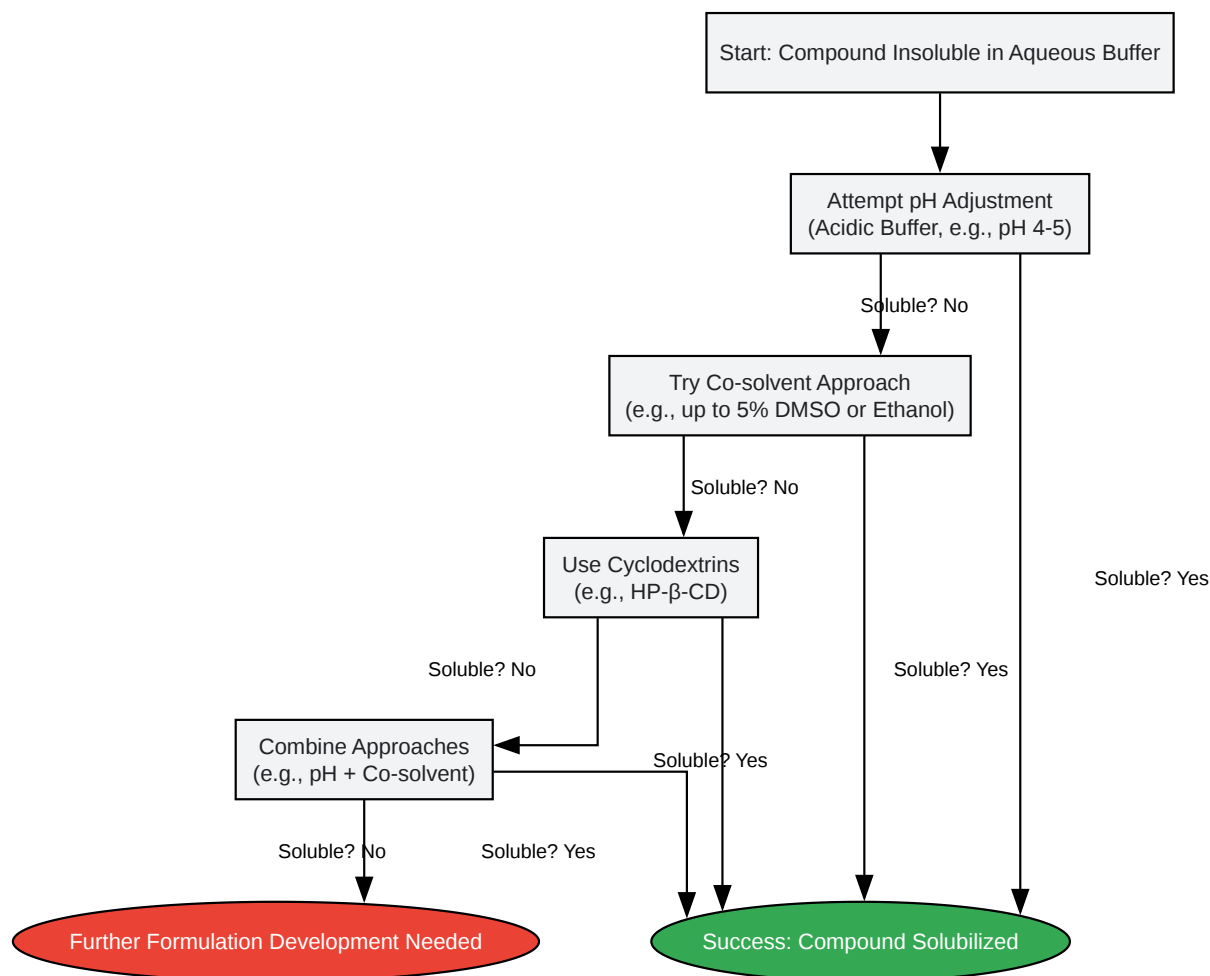 Start: Compound Insoluble in Aqueous Buffer
Attempt pH Adjustment
(Acidic Buffer, e.g., pH 4-5)
Soluble? No
Try Co-solvent Approach
(e.g., up to 5% DMSO or Ethanol)
Soluble? No
Use Cyclodextrins
(e.g., HP-β-CD)
Soluble? Yes
Soluble? No
Soluble? Yes
Combine Approaches
(e.g., pH + Co-solvent)
Soluble? Yes
Soluble? No
Soluble? Yes
Further Formulation Development Needed
Success: Compound Solubilized